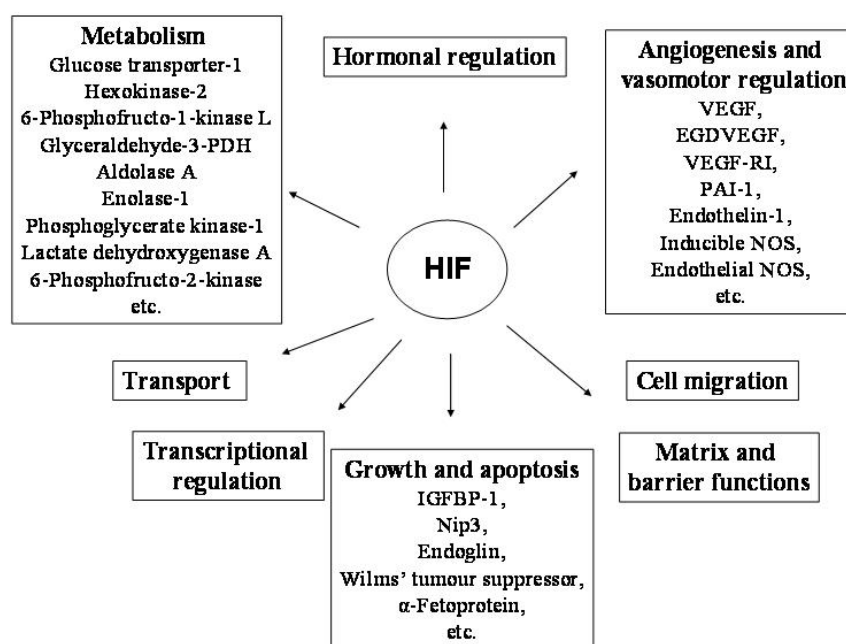 Metabolism
Glucose transporter-1
Hexokinase-2
6-Phosphofructo-1-kinase L
Glyceraldehyde-3-PDH
Aldolase A
Enolase-1
Phosphoglycerate kinase-1
Lactate dehydroxygenase A
6-Phosphofructo-2-kinase
etc.
Hormonal regulation
Angiogenesis and
vasomotor regulation
VEGF,
EGDVEGF,
VEGF-RI,
PAI-1,
Endothelin-1,
Inducible NOS,
Endothelial NOS,
etc.
HIF
Transport
Cell migration
Transcriptional
regulation
Growth and apoptosis
IGFBP-1,
Nip3,
Endoglin,
Wilms' tumour suppressor,
α-Fetoprotein,
etc.
Matrix and
barrier functions